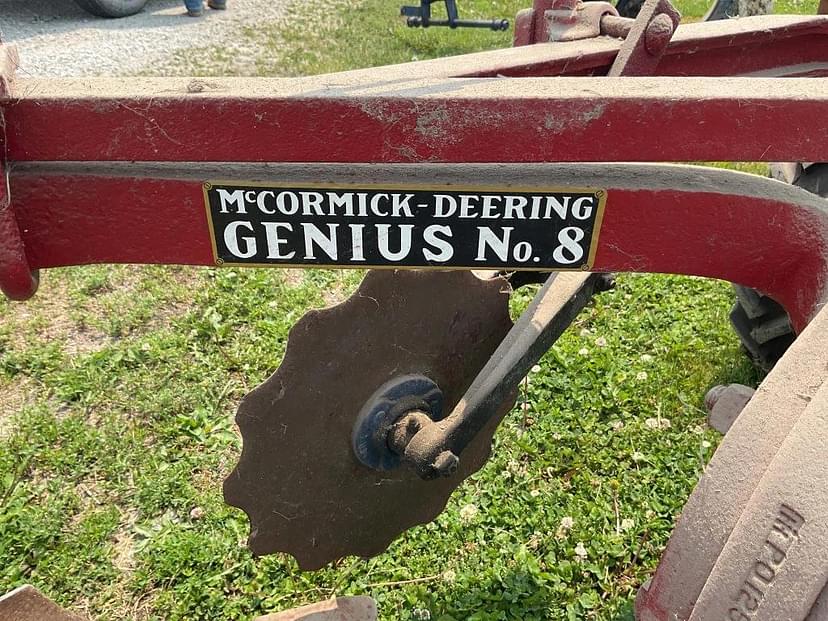 McCORMICK-DEERING
GENIUS No. 8